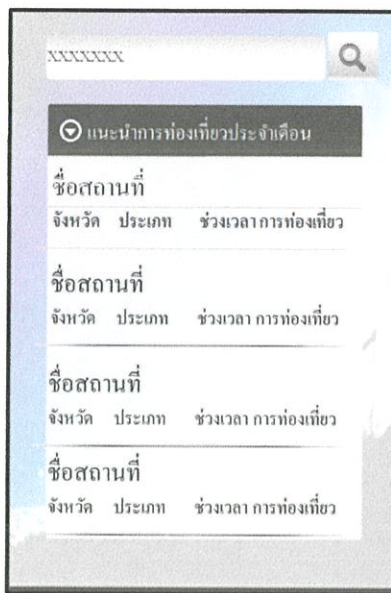 xxxxxxx
แนะนำการท่องเที่ยวประจำเดือน
ชื่อสถานที่
จังหวัด ประเภท ช่วงเวลา การท่องเที่ยว
ชื่อสถานที่
จังหวัด ประเภท ช่วงเวลา การท่องเที่ยว
ชื่อสถานที่
จังหวัด ประเภท ช่วงเวลา การท่องเที่ยว
ชื่อสถานที่
จังหวัด ประเภท ช่วงเวลา การท่องเที่ยว